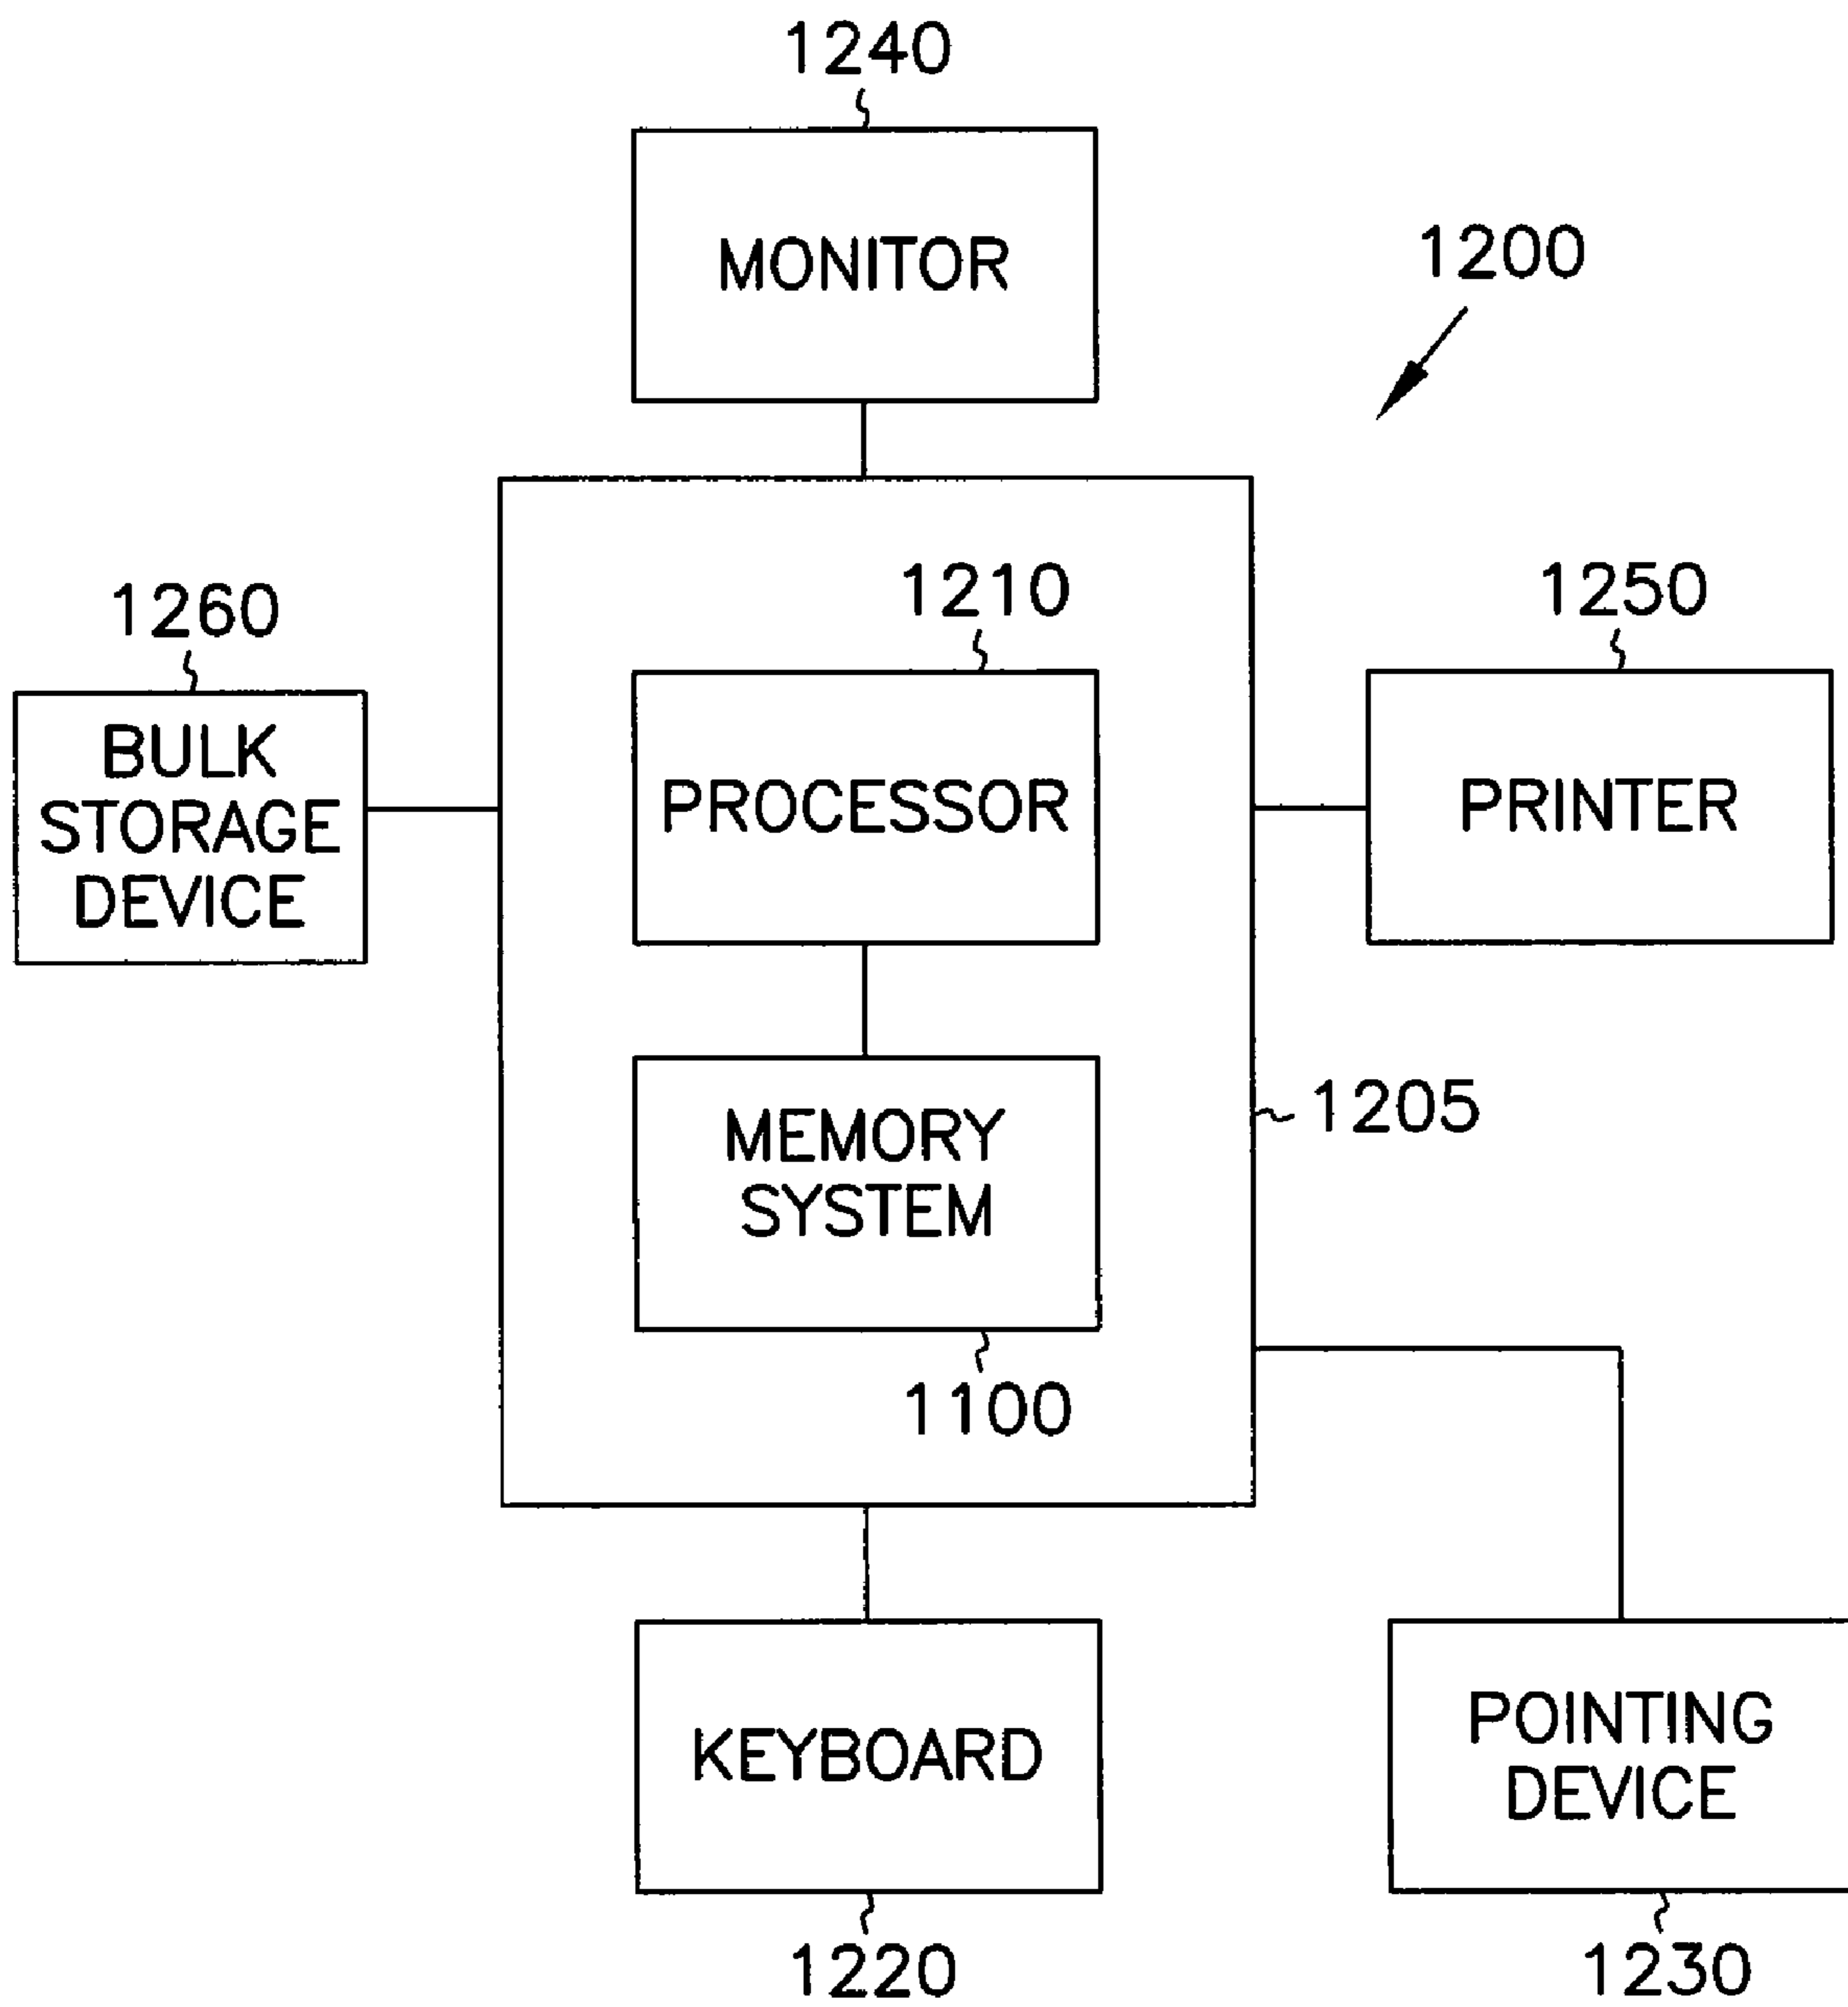 1240
MONITOR
1200
1260
BULK
STORAGE
DEVICE
1210
PROCESSOR
1250
PRINTER
MEMORY
SYSTEM
1205
1100
KEYBOARD
1220
POINTING
DEVICE
1230